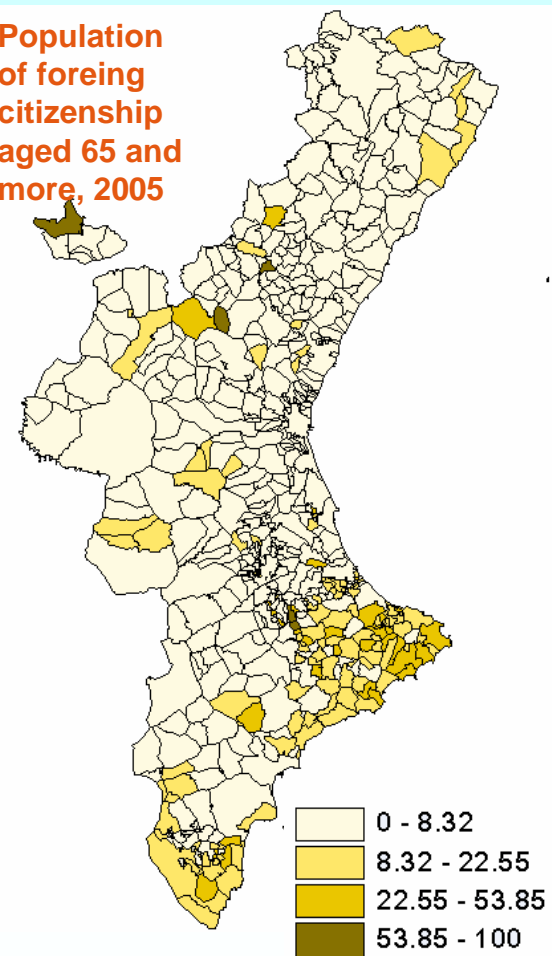 Population
of foreing
citizenship
aged 65 and
more, 2005
0 - 8.32
8.32 - 22.55
22.55 - 53.85
53.85 - 100